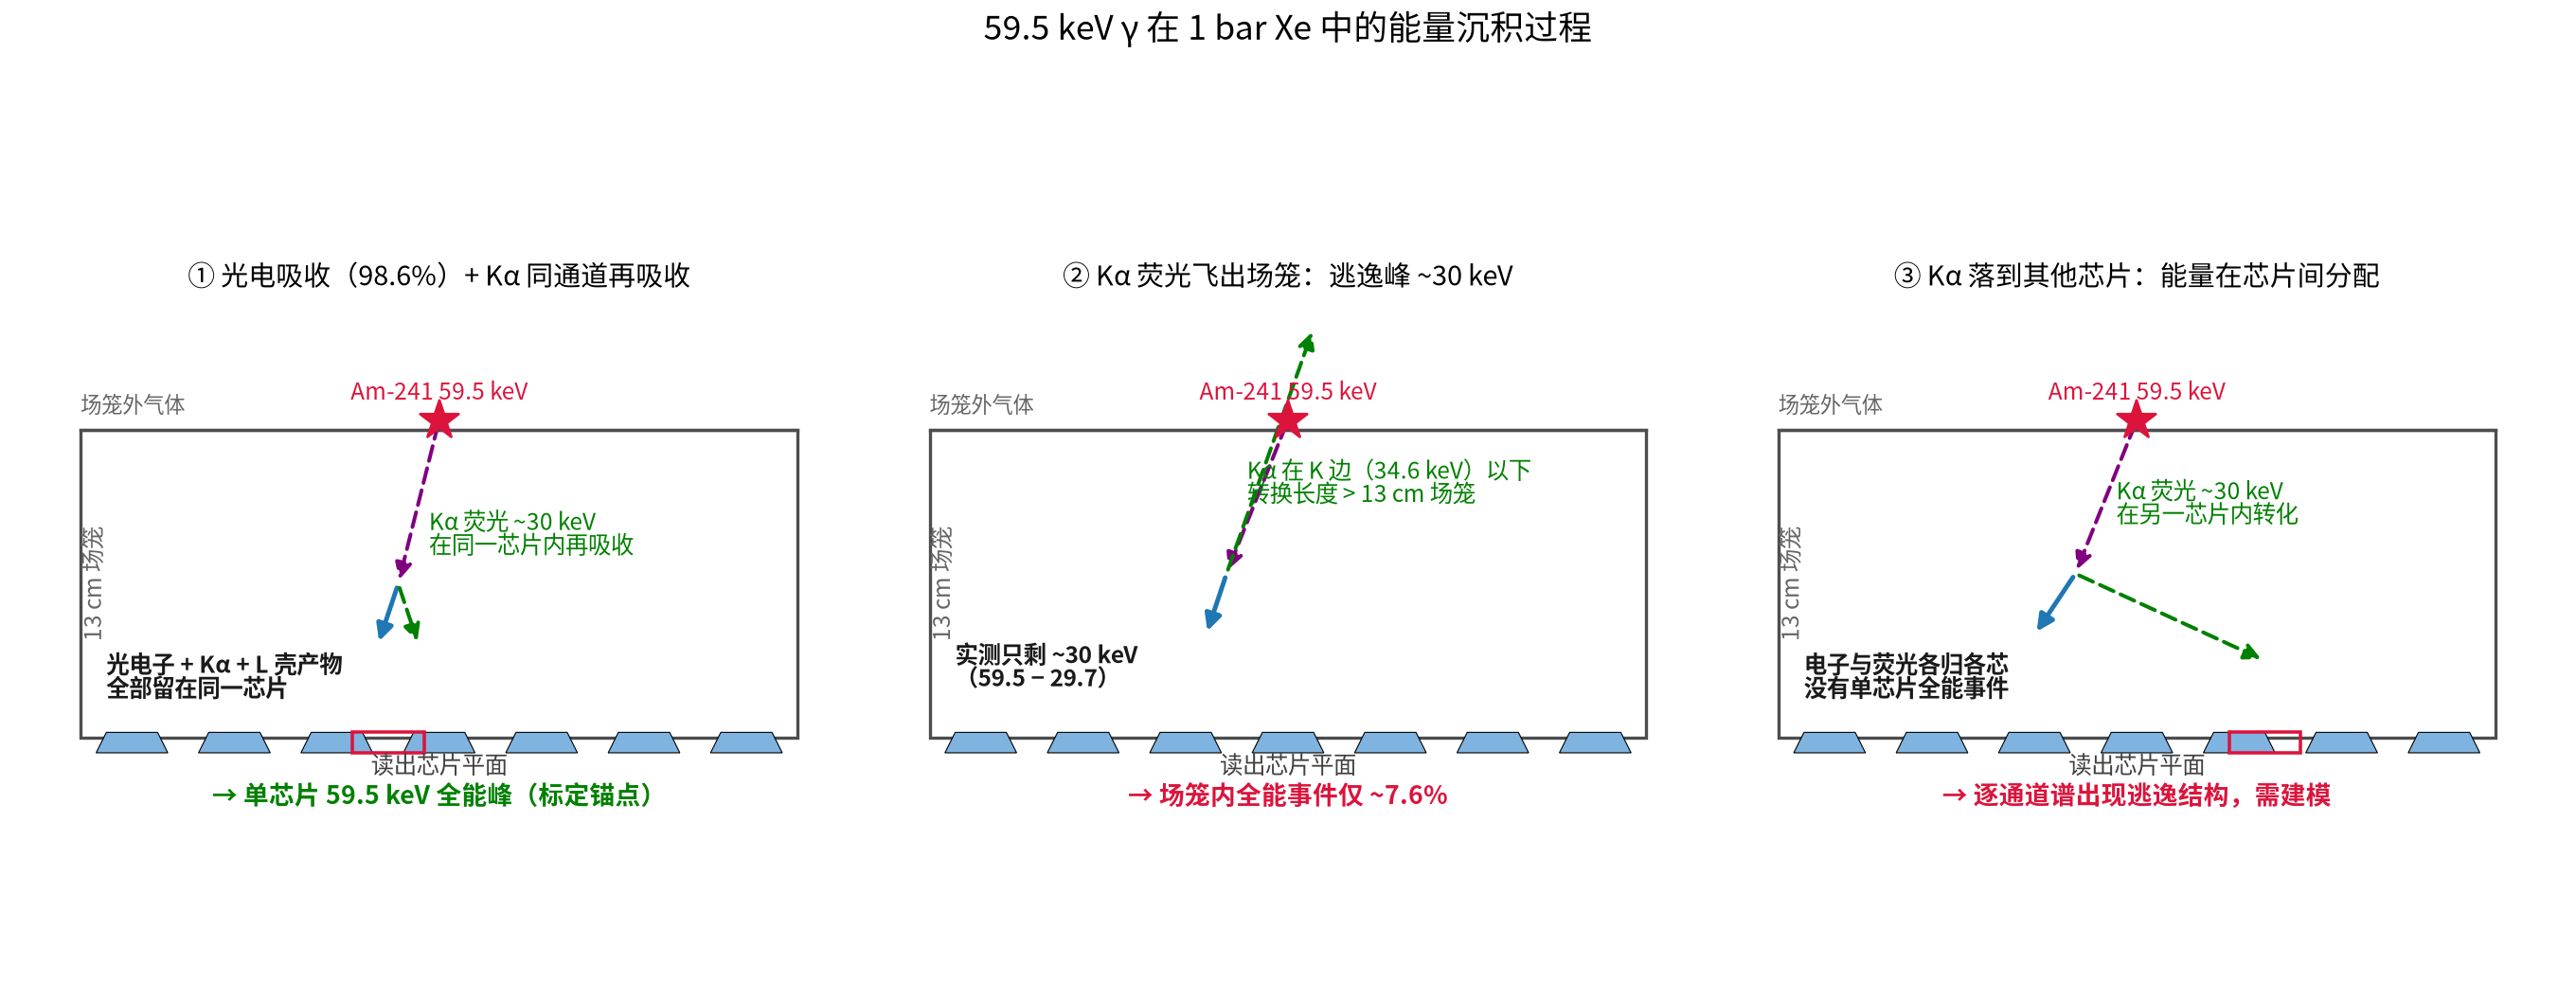 59.5 keV γ 在 1 bar Xe 中的能量沉积过程
① 光电吸收（98.6%）+ Kα 同通道再吸收
Am-241 59.5 keV
场笼外气体
Kα 荧光 ~30 keV
在同一芯片内再吸收
13 cm 场笼
光电子 + Kα + L 壳产物
全部留在同一芯片
读出芯片平面
→ 单芯片 59.5 keV 全能峰（标定锚点）
② Kα 荧光飞出场笼：逃逸峰 ~30 keV
Am-241 59.5 keV
场笼外气体
Kα 在 K 边（34.6 keV）以下
转换长度 > 13 cm 场笼
13 cm 场笼
实测只剩 ~30 keV
（59.5 − 29.7）
读出芯片平面
→ 场笼内全能事件仅 ~7.6%
③ Kα 落到其他芯片：能量在芯片间分配
Am-241 59.5 keV
场笼外气体
Kα 荧光 ~30 keV
在另一芯片内转化
13 cm 场笼
电子与荧光各归各芯
没有单芯片全能事件
读出芯片平面
→ 逐通道谱出现逃逸结构，需建模